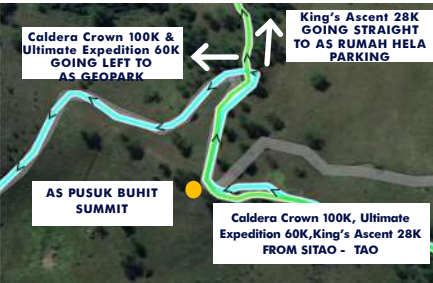 Caldera Crown 100K &
Ultimate Expedition 60K
GOING LEFT TO
AS GEOPARK
King's Ascent 28K
GOING STRAIGHT
TO AS RUMAH HELA
PARKING
AS PUSUK BUHIT
SUMMIT
Caldera Crown 100K, Ultimate
Expedition 60K,King's Ascent 28K
FROM SITAO - TAO